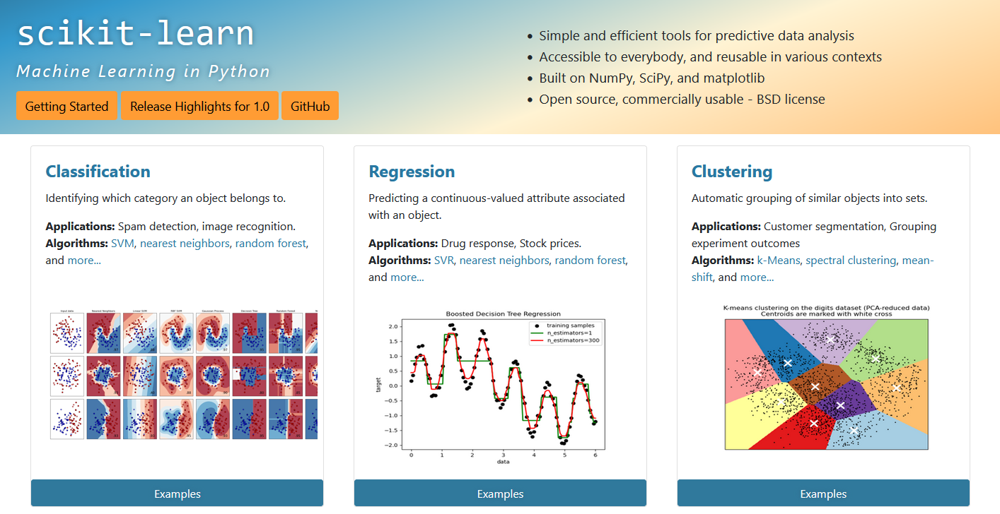 scikit-learn
Machine Learning in Python
Getting Started
Release Highlights for 1.0
GitHub
Simple and efficient tools for predictive data analysis
Accessible to everybody, and reusable in various contexts
Built on NumPy, SciPy, and matplotlib
Open source, commercially usable - BSD license
Classification
Identifying which category an object belongs to.
Applications: Spam detection, image recognition.
Algorithms: SVM, nearest neighbors, random forest,
and more...
Input data
Nearest Neighbors
Linear SVM
RBF SVM
Gaussian Process
Decision Tree
Random Forest
Examples
Regression
Predicting a continuous-valued attribute associated
with an object.
Applications: Drug response, Stock prices.
Algorithms: SVR, nearest neighbors, random forest,
and more...
Boosted Decision Tree Regression
training samples
n_estimators=1
n_estimators=300
2.0
1.5
1.0
0.5
0.0
−0.5
−1.0
−1.5
−2.0
target
0 1 2 3 4 5 6
data
Examples
Clustering
Automatic grouping of similar objects into sets.
Applications: Customer segmentation, Grouping
experiment outcomes
Algorithms: k-Means, spectral clustering, mean-
shift, and more...
K-means clustering on the digits dataset (PCA-reduced data)
Centroids are marked with white cross
Examples